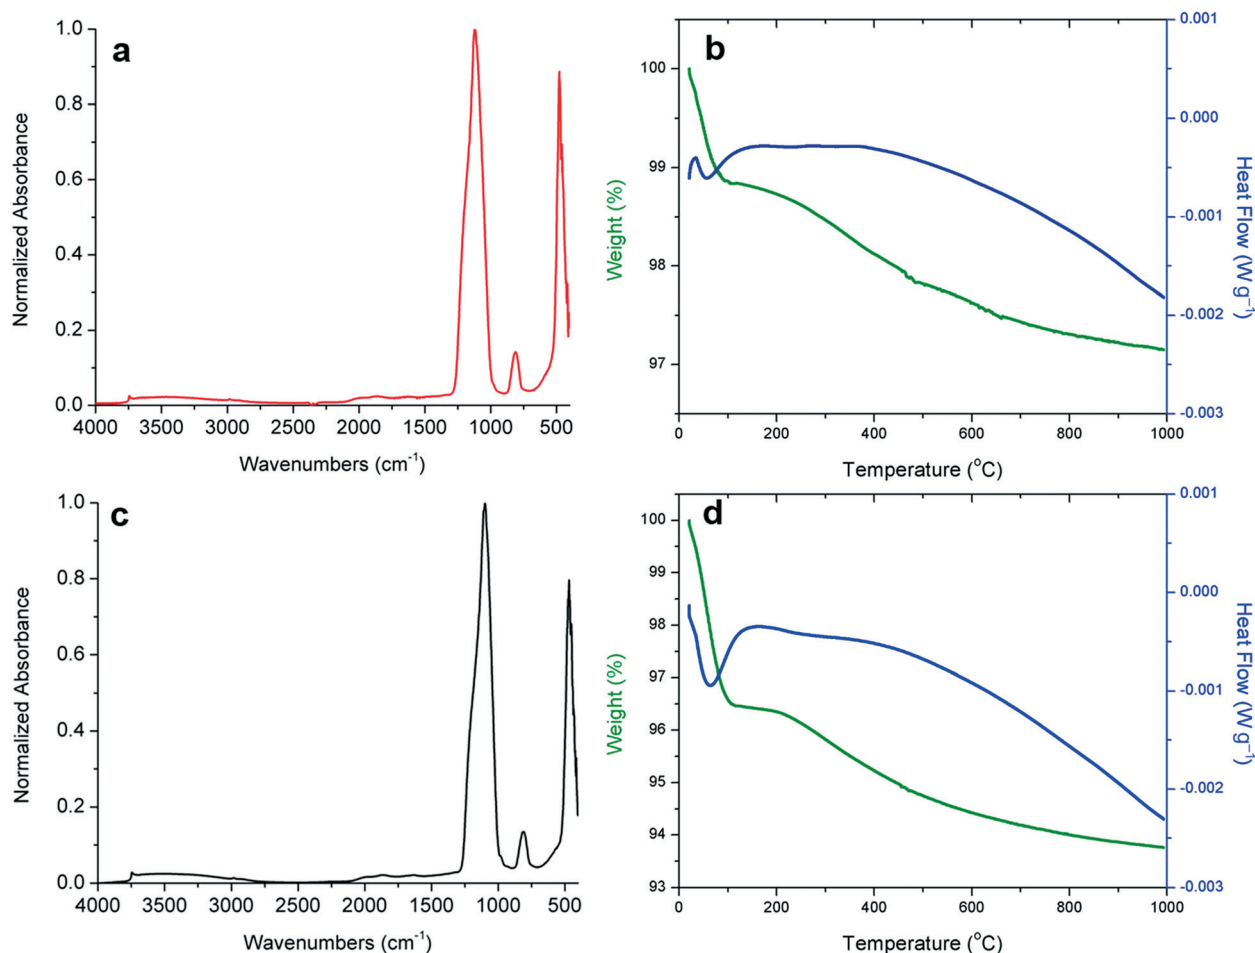 a
1.0
0.8
0.6
0.4
0.2
0.0
Normalized Absorbance
4000 3500 3000 2500 2000 1500 1000 500
Wavenumbers (cm⁻¹)
b
100
99
98
97
Weight (%)
0.001
0.000
-0.001
-0.002
-0.003
Heat Flow (W g⁻¹)
0 200 400 600 800 1000
Temperature (°C)
c
1.0
0.8
0.6
0.4
0.2
0.0
Normalized Absorbance
4000 3500 3000 2500 2000 1500 1000 500
Wavenumbers (cm⁻¹)
d
100
99
98
97
96
95
94
93
Weight (%)
0.001
0.000
-0.001
-0.002
-0.003
Heat Flow (W g⁻¹)
0 200 400 600 800 1000
Temperature (°C)